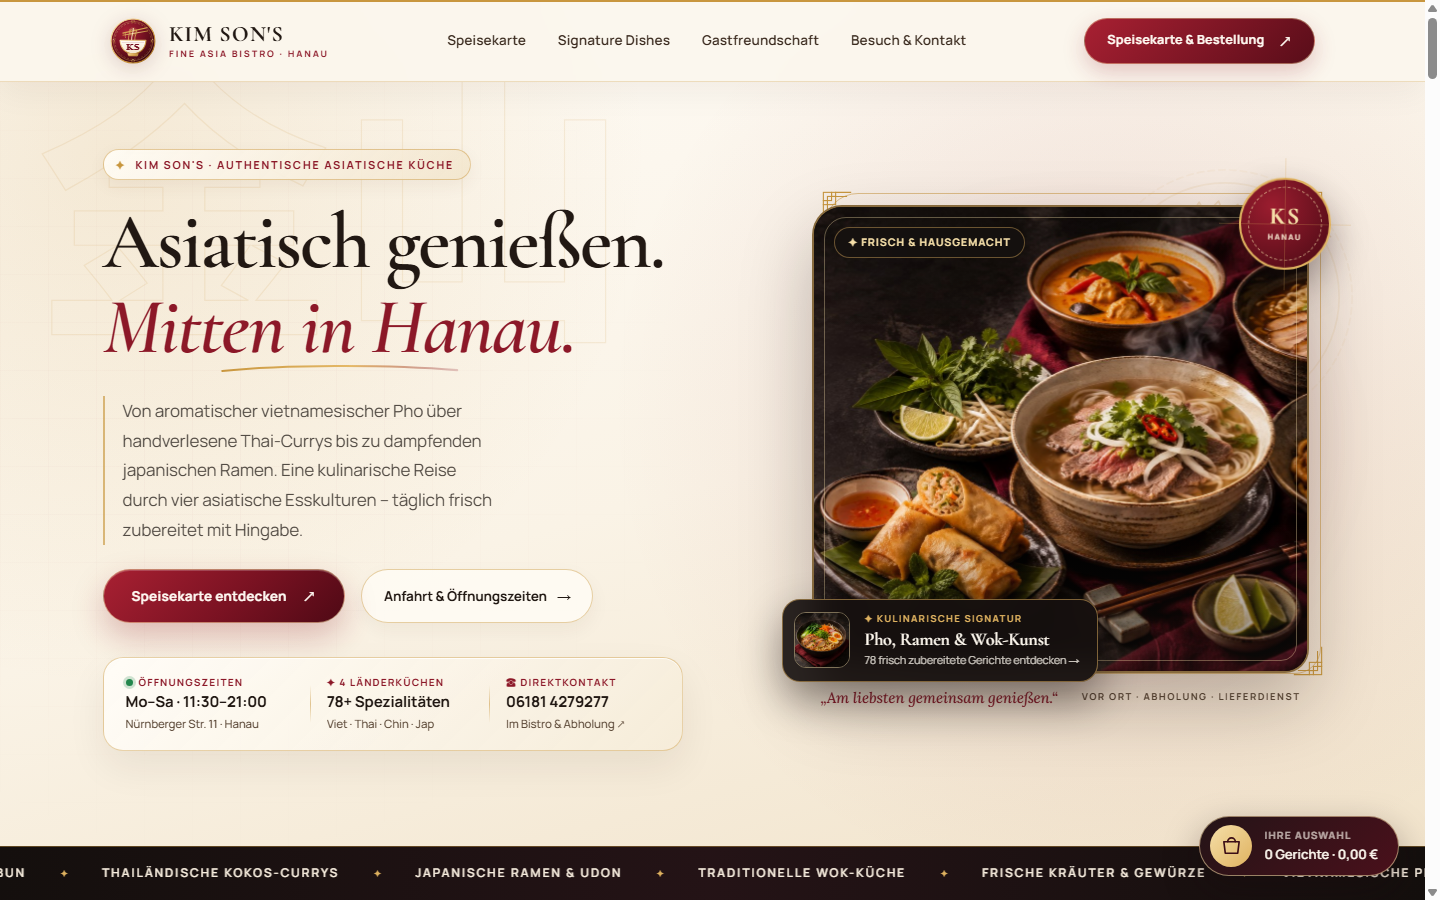 KS
KIM SON'S
FINE ASIA BISTRO · HANAU
Speisekarte
Signature Dishes
Gastfreundschaft
Besuch & Kontakt
Speisekarte & Bestellung ↗
✦ KIM SON'S · AUTHENTISCHE ASIATISCHE KÜCHE
Asiatisch genießen.
Mitten in Hanau.
Von aromatischer vietnamesischer Pho über
handverlesene Thai-Currys bis zu dampfenden
japanischen Ramen. Eine kulinarische Reise
durch vier asiatische Esskulturen – täglich frisch
zubereitet mit Hingabe.
Speisekarte entdecken ↗
Anfahrt & Öffnungszeiten →
ÖFFNUNGSZEITEN
Mo–Sa · 11:30–21:00
Nürnberger Str. 11 · Hanau
✦ 4 LÄNDERKÜCHEN
78+ Spezialitäten
Viet · Thai · Chin · Jap
☎ DIREKTKONTAKT
06181 4279277
Im Bistro & Abholung ↗
✦ FRISCH & HAUSGEMACHT
KS
HANAU
✦ KULINARISCHE SIGNATUR
Pho, Ramen & Wok-Kunst
78 frisch zubereitete Gerichte entdecken →
„Am liebsten gemeinsam genießen.“
VOR ORT · ABHOLUNG · LIEFERDIENST
IHRE AUSWAHL
0 Gerichte · 0,00 €
BUN ✦ THAILÄNDISCHE KOKOS-CURRYS ✦ JAPANISCHE RAMEN & UDON ✦ TRADITIONELLE WOK-KÜCHE ✦ FRISCHE KRÄUTER & GEWÜRZE